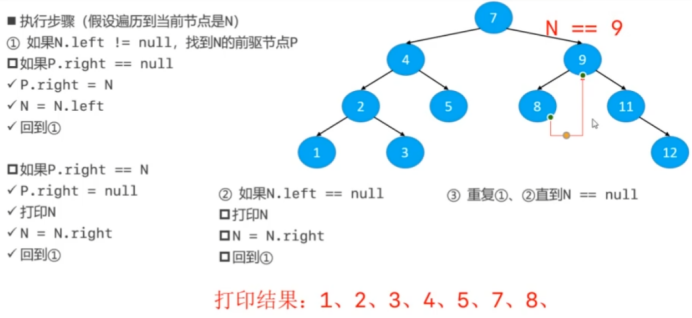 ■ 执行步骤（假设遍历到当前节点是N）
① 如果N.left != null，找到N的前驱节点P
□如果P.right == null
✓ P.right = N
✓ N = N.left
✓ 回到①
□如果P.right == N
✓ P.right = null
✓ 打印N
✓ N = N.right
✓ 回到①
② 如果N.left == null
□打印N
□N = N.right
□回到①
③ 重复①、②直到N == null
N == 9
7
4
9
2
5
8
11
1
3
12
打印结果：1、2、3、4、5、7、8、